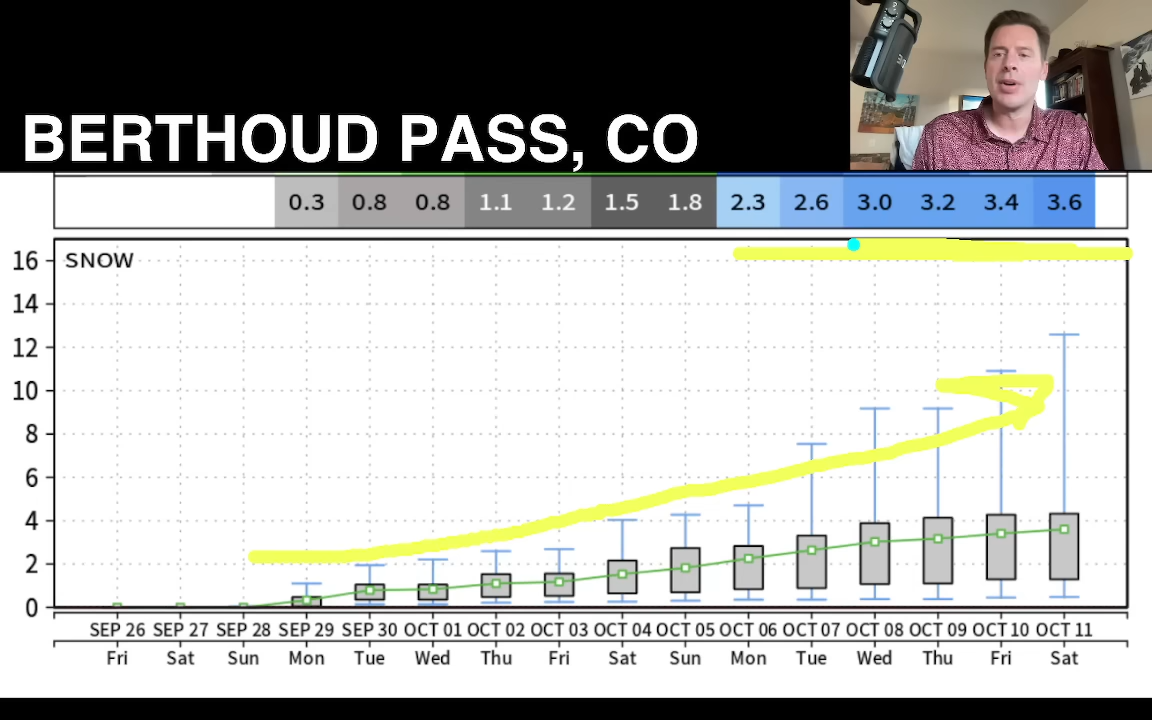 BERTHOUD PASS, CO
0.3 0.8 0.8 1.1 1.2 1.5 1.8 2.3 2.6 3.0 3.2 3.4 3.6
SNOW
16
14
12
10
8
6
4
2
0
SEP 26 SEP 27 SEP 28 SEP 29 SEP 30 OCT 01 OCT 02 OCT 03 OCT 04 OCT 05 OCT 06 OCT 07 OCT 08 OCT 09 OCT 10 OCT 11
Fri Sat Sun Mon Tue Wed Thu Fri Sat Sun Mon Tue Wed Thu Fri Sat